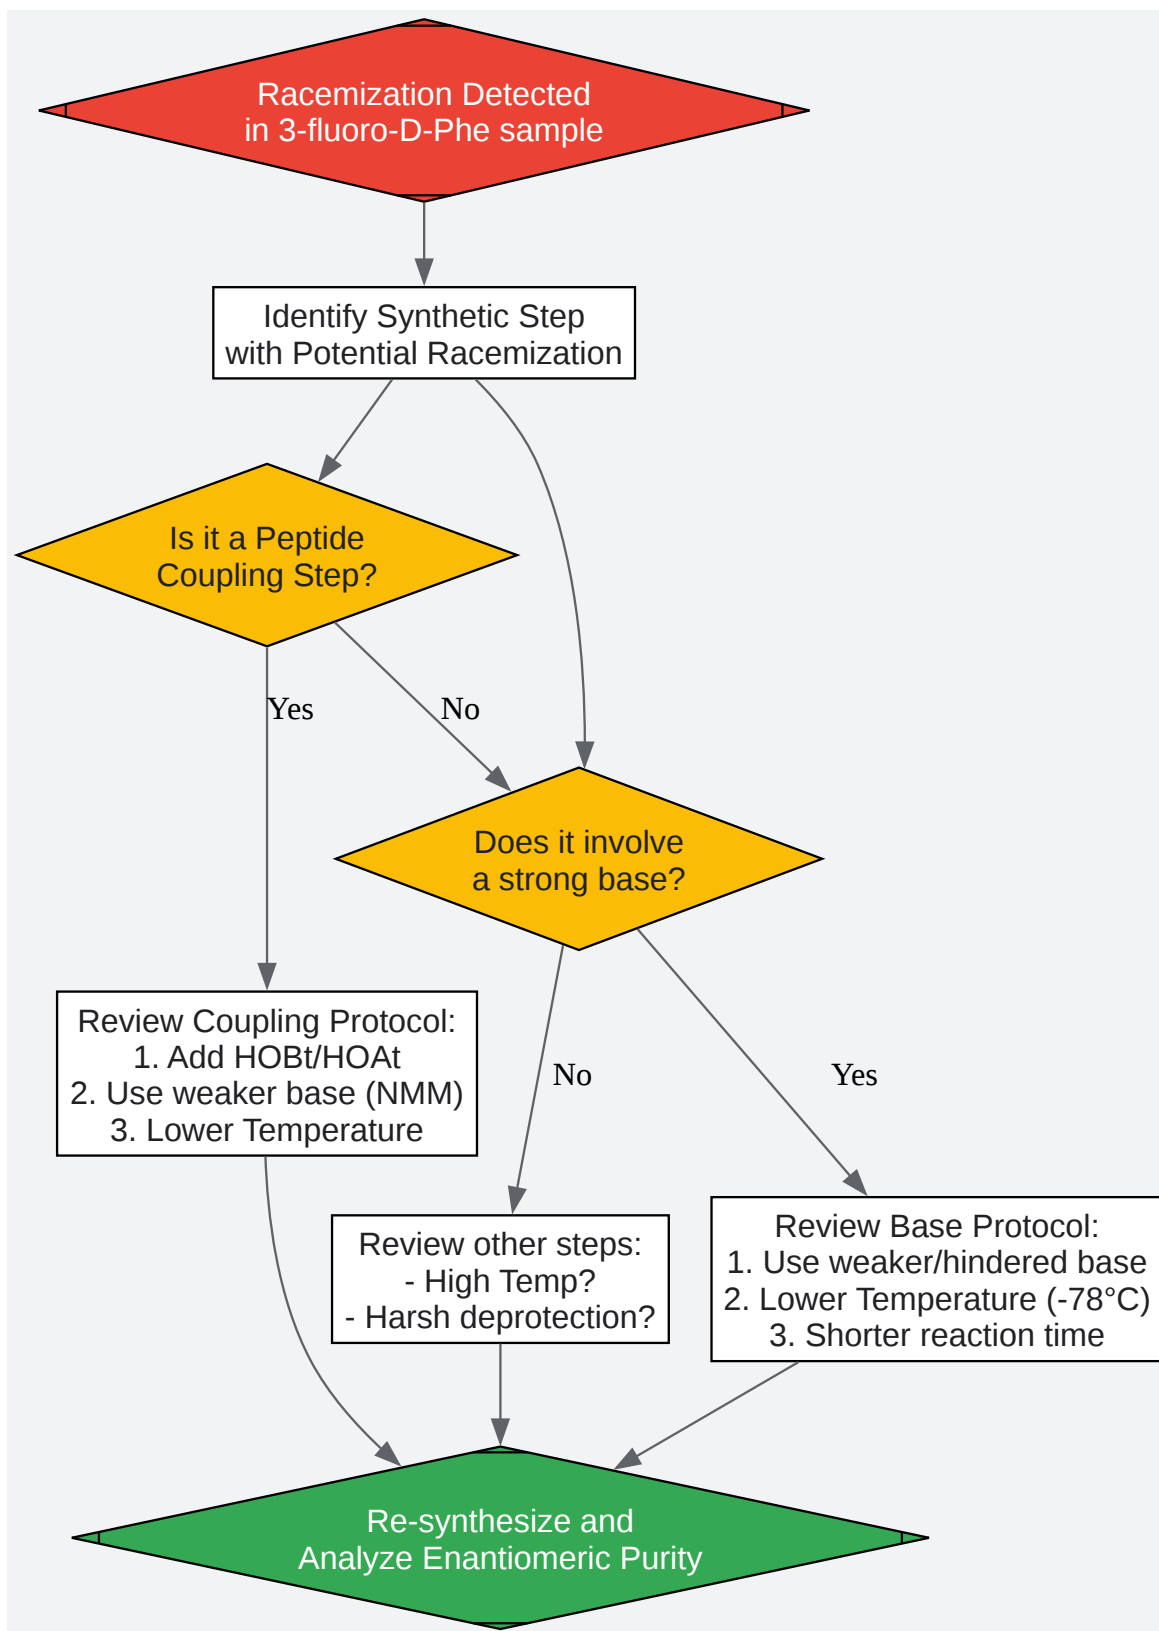 Racemization Detected
in 3-fluoro-D-Phe sample
Identify Synthetic Step
with Potential Racemization
Is it a Peptide
Coupling Step?
Yes
No
Does it involve
a strong base?
Review Coupling Protocol:
1. Add HOBt/HOAt
2. Use weaker base (NMM)
3. Lower Temperature
No
Yes
Review other steps:
- High Temp?
- Harsh deprotection?
Review Base Protocol:
1. Use weaker/hindered base
2. Lower Temperature (-78°C)
3. Shorter reaction time
Re-synthesize and
Analyze Enantiomeric Purity